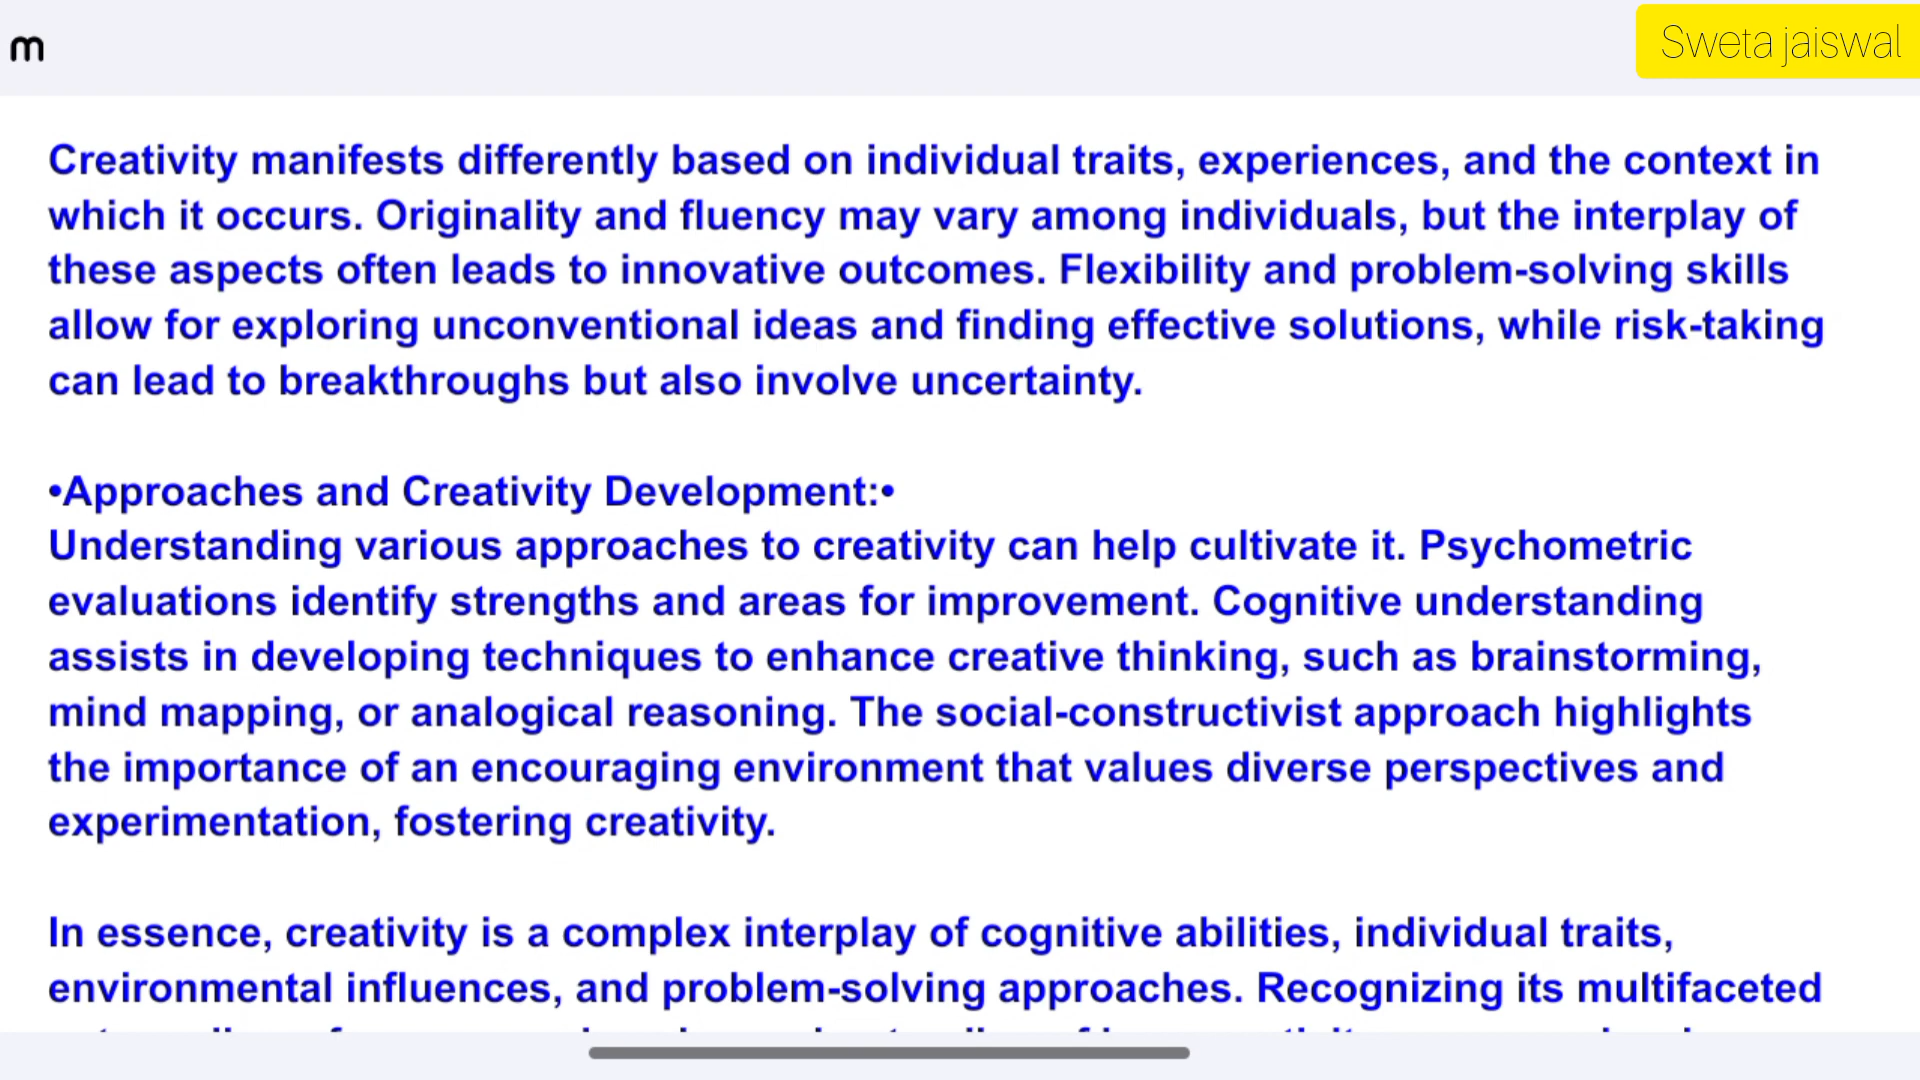 m
Sweta jaiswal
Creativity manifests differently based on individual traits, experiences, and the context in
which it occurs. Originality and fluency may vary among individuals, but the interplay of
these aspects often leads to innovative outcomes. Flexibility and problem-solving skills
allow for exploring unconventional ideas and finding effective solutions, while risk-taking
can lead to breakthroughs but also involve uncertainty.
•Approaches and Creativity Development:•
Understanding various approaches to creativity can help cultivate it. Psychometric
evaluations identify strengths and areas for improvement. Cognitive understanding
assists in developing techniques to enhance creative thinking, such as brainstorming,
mind mapping, or analogical reasoning. The social-constructivist approach highlights
the importance of an encouraging environment that values diverse perspectives and
experimentation, fostering creativity.
In essence, creativity is a complex interplay of cognitive abilities, individual traits,
environmental influences, and problem-solving approaches. Recognizing its multifaceted